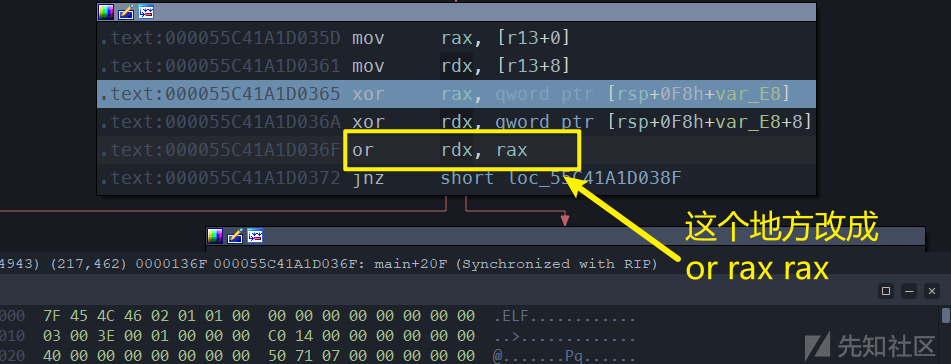 .text:000055C41A1D035D mov rax, [r13+0]
.text:000055C41A1D0361 mov rdx, [r13+8]
.text:000055C41A1D0365 xor rax, qword ptr [rsp+0F8h+var_E8]
.text:000055C41A1D036A xor rdx, qword ptr [rsp+0F8h+var_E8+8]
.text:000055C41A1D036F or rdx, rax
.text:000055C41A1D0372 jnz short loc_55C41A1D038F
这个地方改成
or rax rax
4943) (217,462) 0000136F 000055C41A1D036F: main+20F (Synchronized with RIP)
000 7F 45 4C 46 02 01 01 00 00 00 00 00 00 00 00 00 .ELF............
010 03 00 3E 00 01 00 00 00 C0 14 00 00 00 00 00 00 ..>.............
020 40 00 00 00 00 00 00 00 50 71 07 00 00 00 00 00 @.......Pq......
先知社区